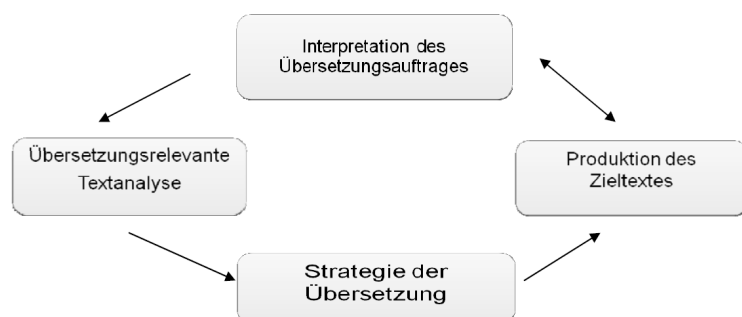 Interpretation des
Übersetzungsauftrages
Übersetzungsrelevante
Textanalyse
Produktion des
Zieltextes
Strategie der
Übersetzung